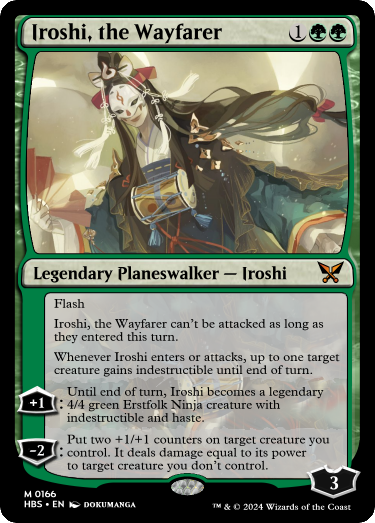 Iroshi, the Wayfarer 1
Legendary Planeswalker — Iroshi
Flash
Iroshi, the Wayfarer can't be attacked as long as
they entered this turn.
Whenever Iroshi enters or attacks, up to one target
creature gains indestructible until end of turn.
+1: Until end of turn, Iroshi becomes a legendary
4/4 green Erstfolk Ninja creature with
indestructible and haste.
-2: Put two +1/+1 counters on target creature you
control. It deals damage equal to its power
to target creature you don't control.
3
M 0166
HBS • EN DOKUMANGA
™ & © 2024 Wizards of the Coast